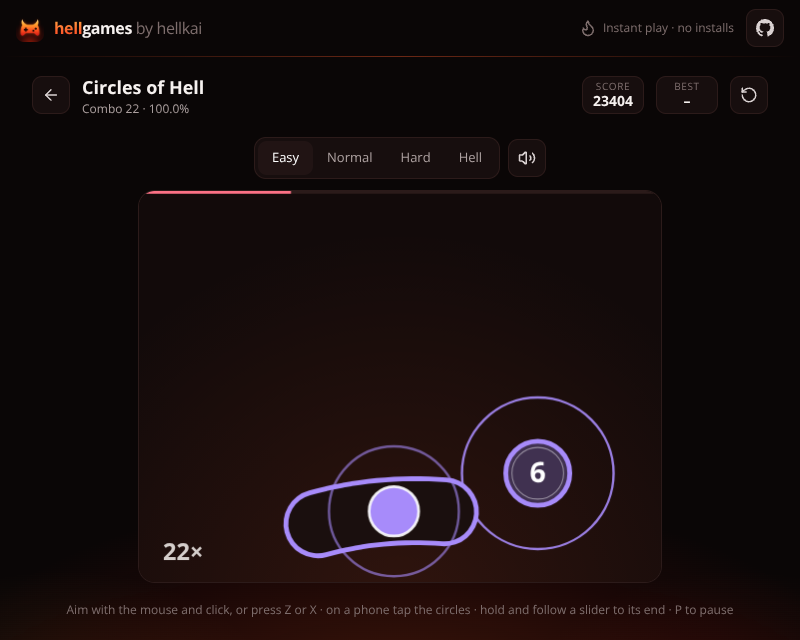 hellgames by hellkai
Instant play · no installs
Circles of Hell
Combo 22 · 100.0%
SCORE
23404
BEST
–
Easy Normal Hard Hell
6
22×
Aim with the mouse and click, or press Z or X · on a phone tap the circles · hold and follow a slider to its end · P to pause